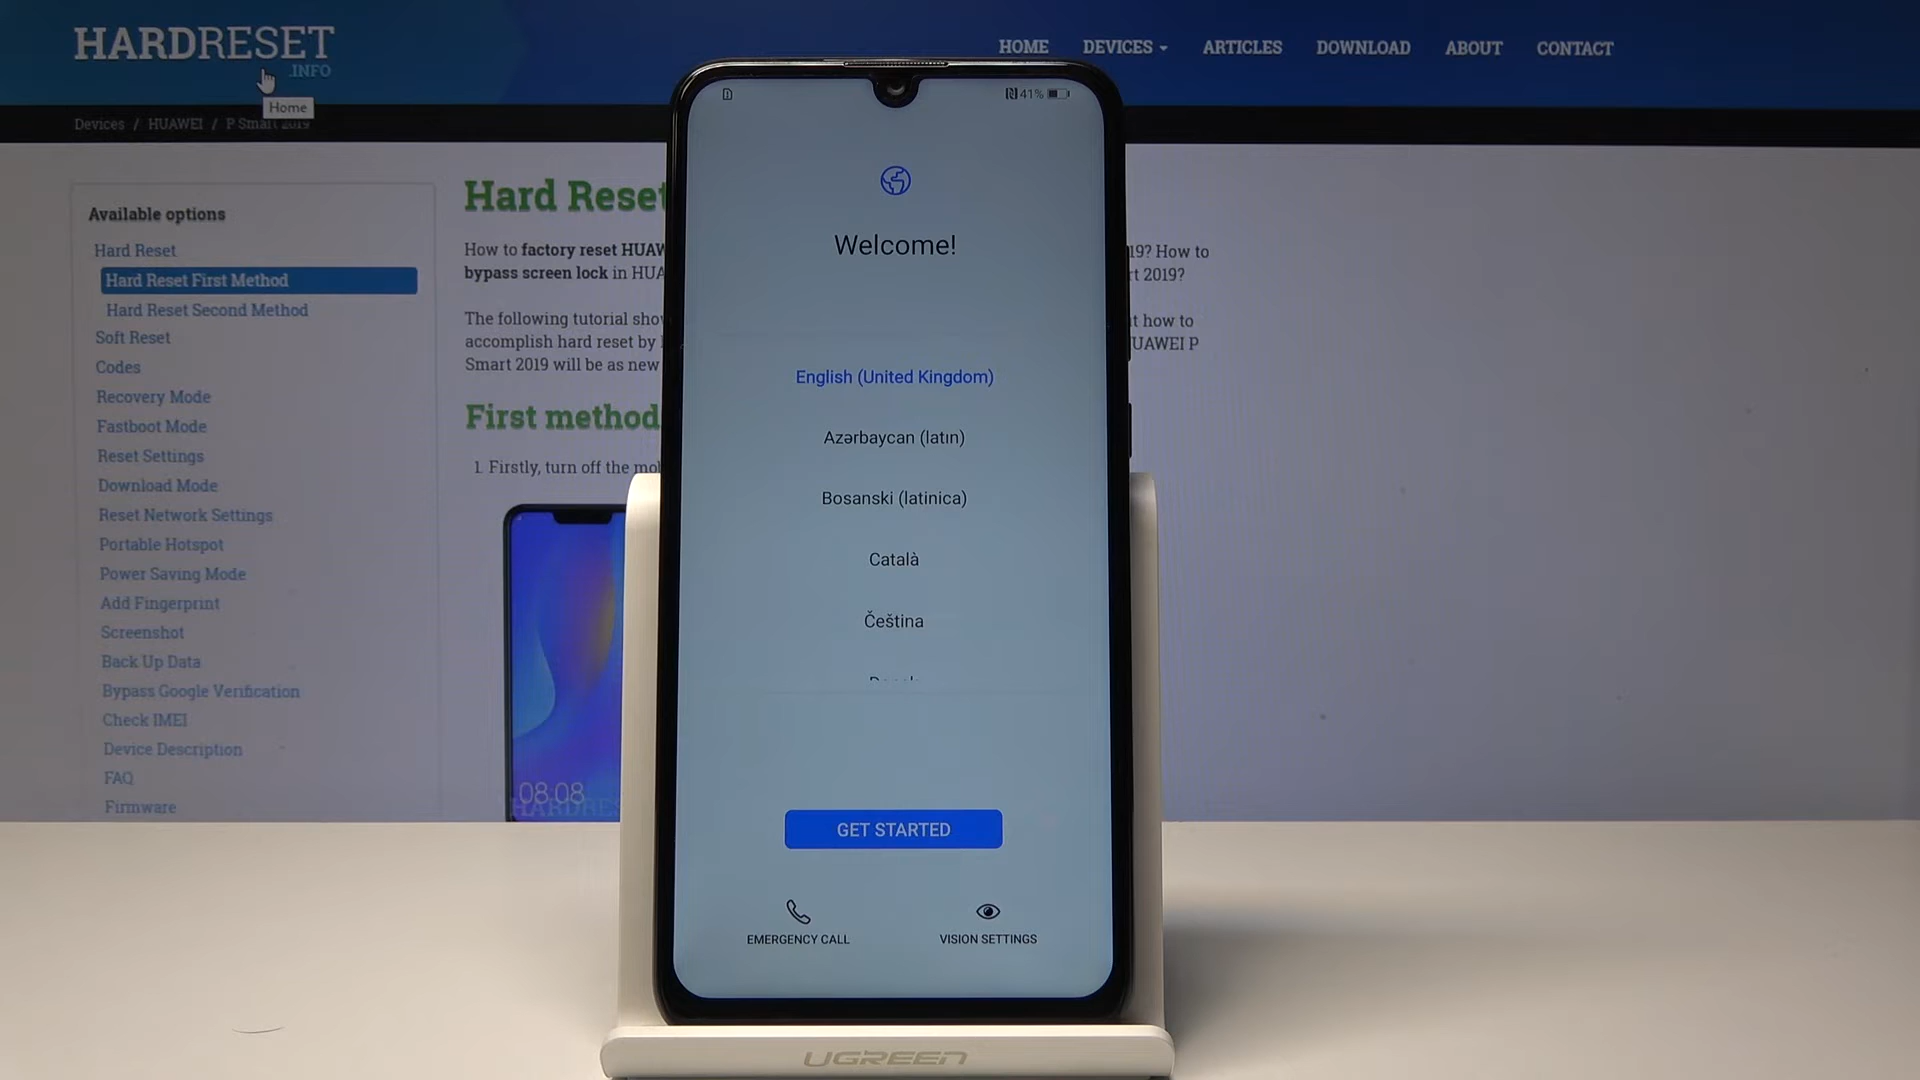 HARDRESET
.INFO
HOME DEVICES ARTICLES DOWNLOAD ABOUT CONTACT
Home
Devices / HUAWEI / P Smart 2019
Available options
Hard Reset
Hard Reset First Method
Hard Reset Second Method
Soft Reset
Codes
Recovery Mode
Fastboot Mode
Reset Settings
Download Mode
Reset Network Settings
Portable Hotspot
Power Saving Mode
Add Fingerprint
Screenshot
Back Up Data
Bypass Google Verification
Check IMEI
Device Description
FAQ
Firmware
Hard Reset
How to factory reset HUAW
19? How to
bypass screen lock in HUA
t 2019?
The following tutorial show
t how to
accomplish hard reset by
UAWEI P
Smart 2019 will be as new
First method
1. Firstly, turn off the mo
08:08
HARDRES
41%
Welcome!
English (United Kingdom)
Azərbaycan (latın)
Bosanski (latinica)
Català
Čeština
GET STARTED
EMERGENCY CALL
VISION SETTINGS
UGREEN